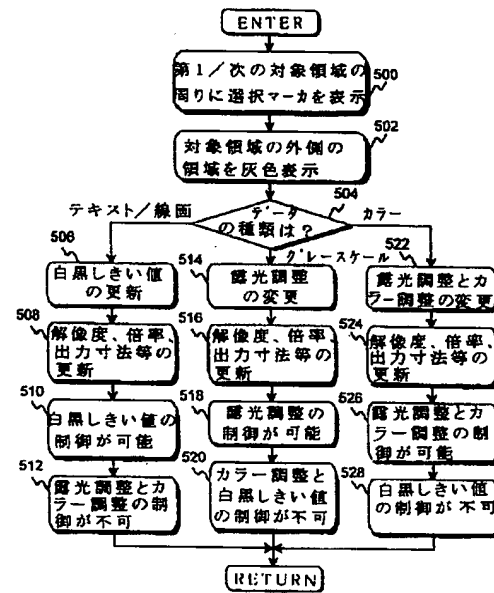 ENTER
第1/次の対象領域の
周りに選択マーカを表示
500
対象領域の外側の
領域を灰色表示
502
データ
の種類は?
504
テキスト/線画
グレースケール
カラー
506
白黒しきい値
の更新
508
解像度、倍率、
出力寸法等の
更新
510
白黒しきい値の
制御が可能
512
露光調整とカ
ラー調整の制
御が不可
514
露光調整
の変更
516
解像度、倍率、
出力寸法等の
更新
518
露光調整の
制御が可能
520
カラー調整と
白黒しきい値
の制御が不可
522
露光調整とカ
ラー調整の変更
524
解像度、倍率、
出力寸法等の
更新
526
露光調整とカ
ラー調整の制
御が可能
528
白黒しきい値
の制御が不可
RETURN